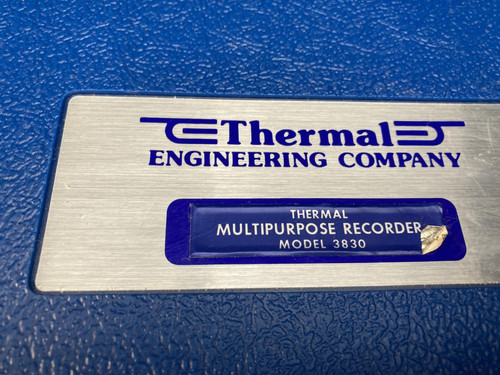 Thermal
ENGINEERING COMPANY
THERMAL
MULTIPURPOSE RECORDER
MODEL 3830